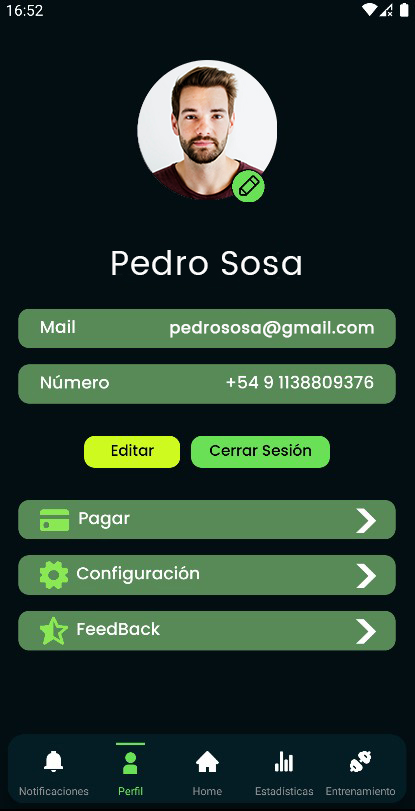 16:52
Pedro Sosa
Mail pedrososa@gmail.com
Número +54 9 1138809376
Editar Cerrar Sesión
Pagar
Configuración
FeedBack
Notificaciones Perfil Home Estadisticas Entrenamiento